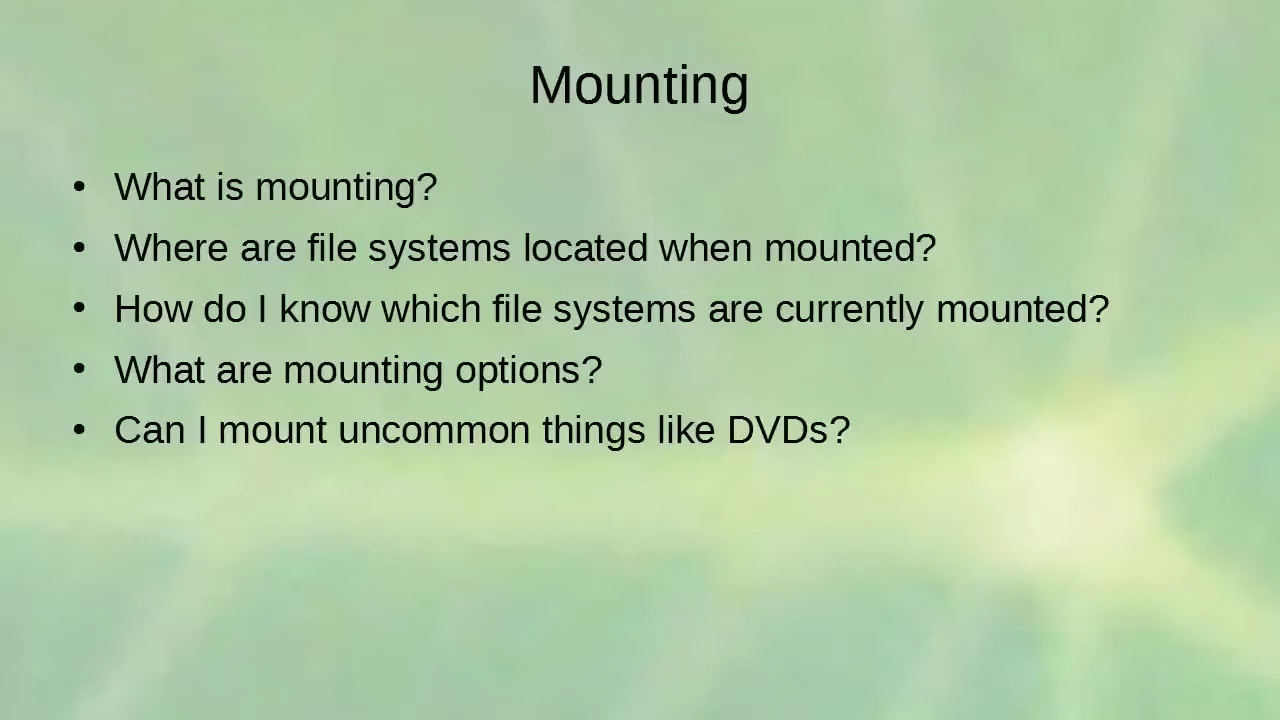 Mounting
• What is mounting?
• Where are file systems located when mounted?
• How do I know which file systems are currently mounted?
• What are mounting options?
• Can I mount uncommon things like DVDs?